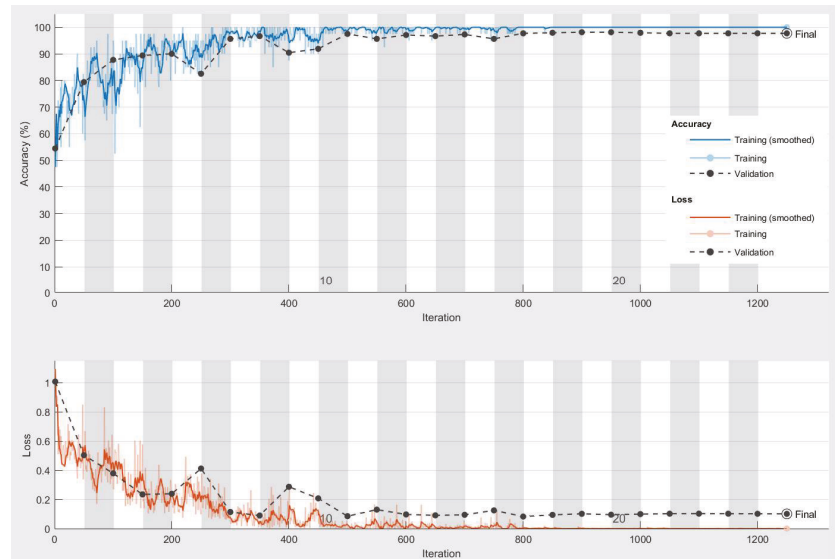 100
90
80
70
60
50
40
30
20
10
0
Accuracy (%)
0 200 400 600 800 1000 1200
Iteration
10 20
Final
Accuracy
Training (smoothed)
Training
Validation
Loss
Training (smoothed)
Training
Validation
1
0.8
0.6
0.4
0.2
0
Loss
0 200 400 600 800 1000 1200
Iteration
10 20
Final